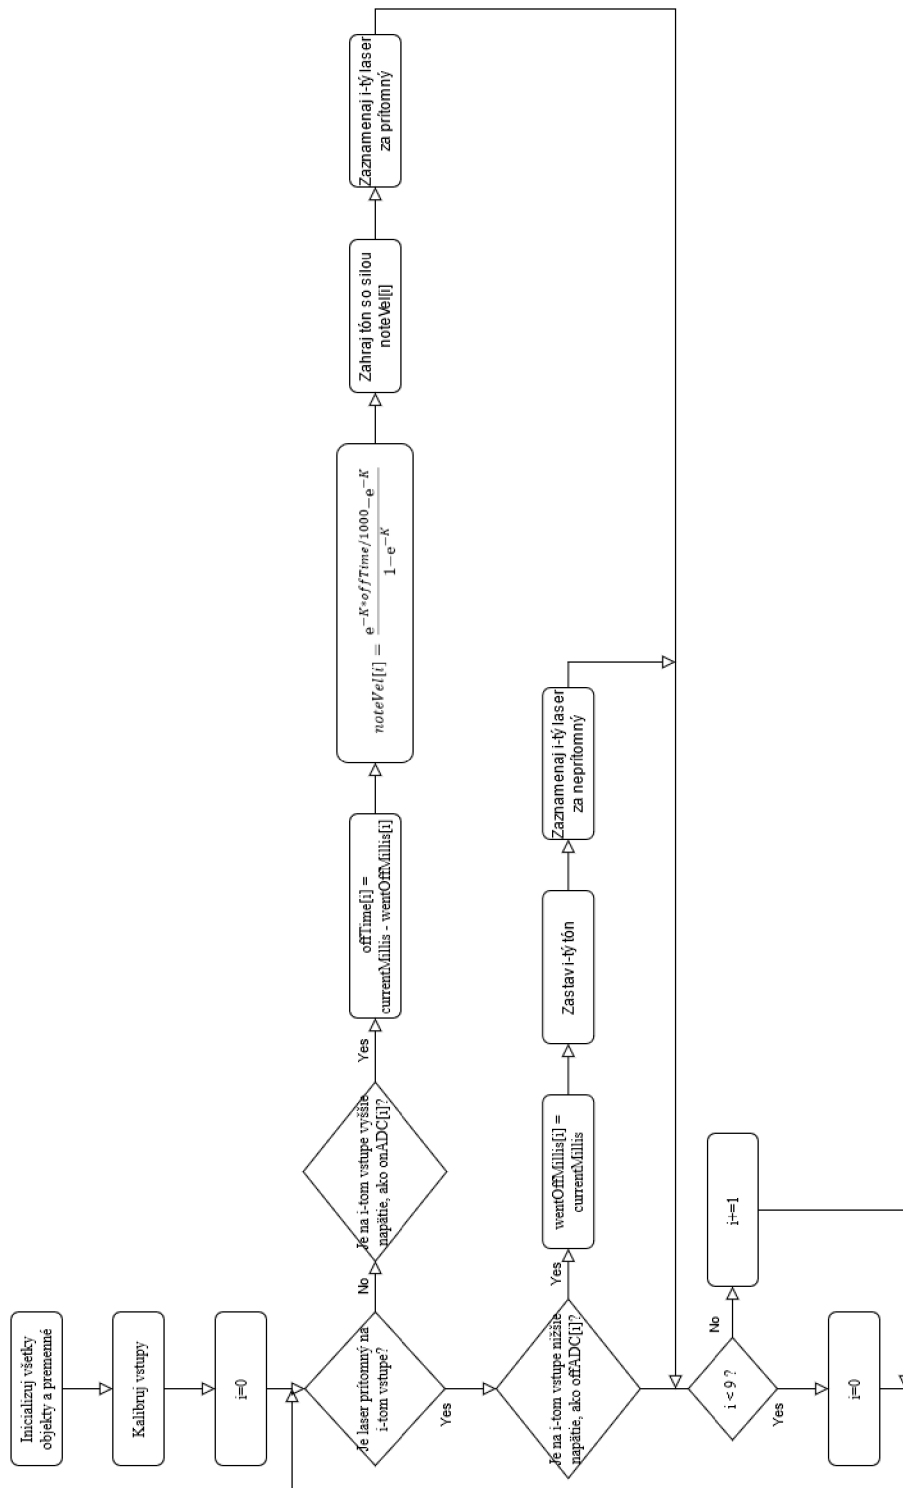 Inicializuj všetky
objekty a premenné
Kalibruj vstupy
i=0
Je laser prítomný na
i-tom vstupe?
No
Je na i-tom vstupe vyššie
napätie, ako onADC[i]?
Yes
offTime[i] =
currentMillis - wentOffMillis[i]
noteVel[i] = e^{-K*offTime/1000}-e^{-K}
1-e^{-K}
Zahraj tón so silou
noteVel[i]
Zaznamenaj i-tý laser
za prítomný
Yes
Je na i-tom vstupe nižšie
napätie, ako offADC[i]?
Yes
wentOffMillis[i] =
currentMillis
Zastav i-tý tón
Zaznamenaj i-tý laser
za neprítomný
i < 9 ?
No
i+=1
Yes
i=0